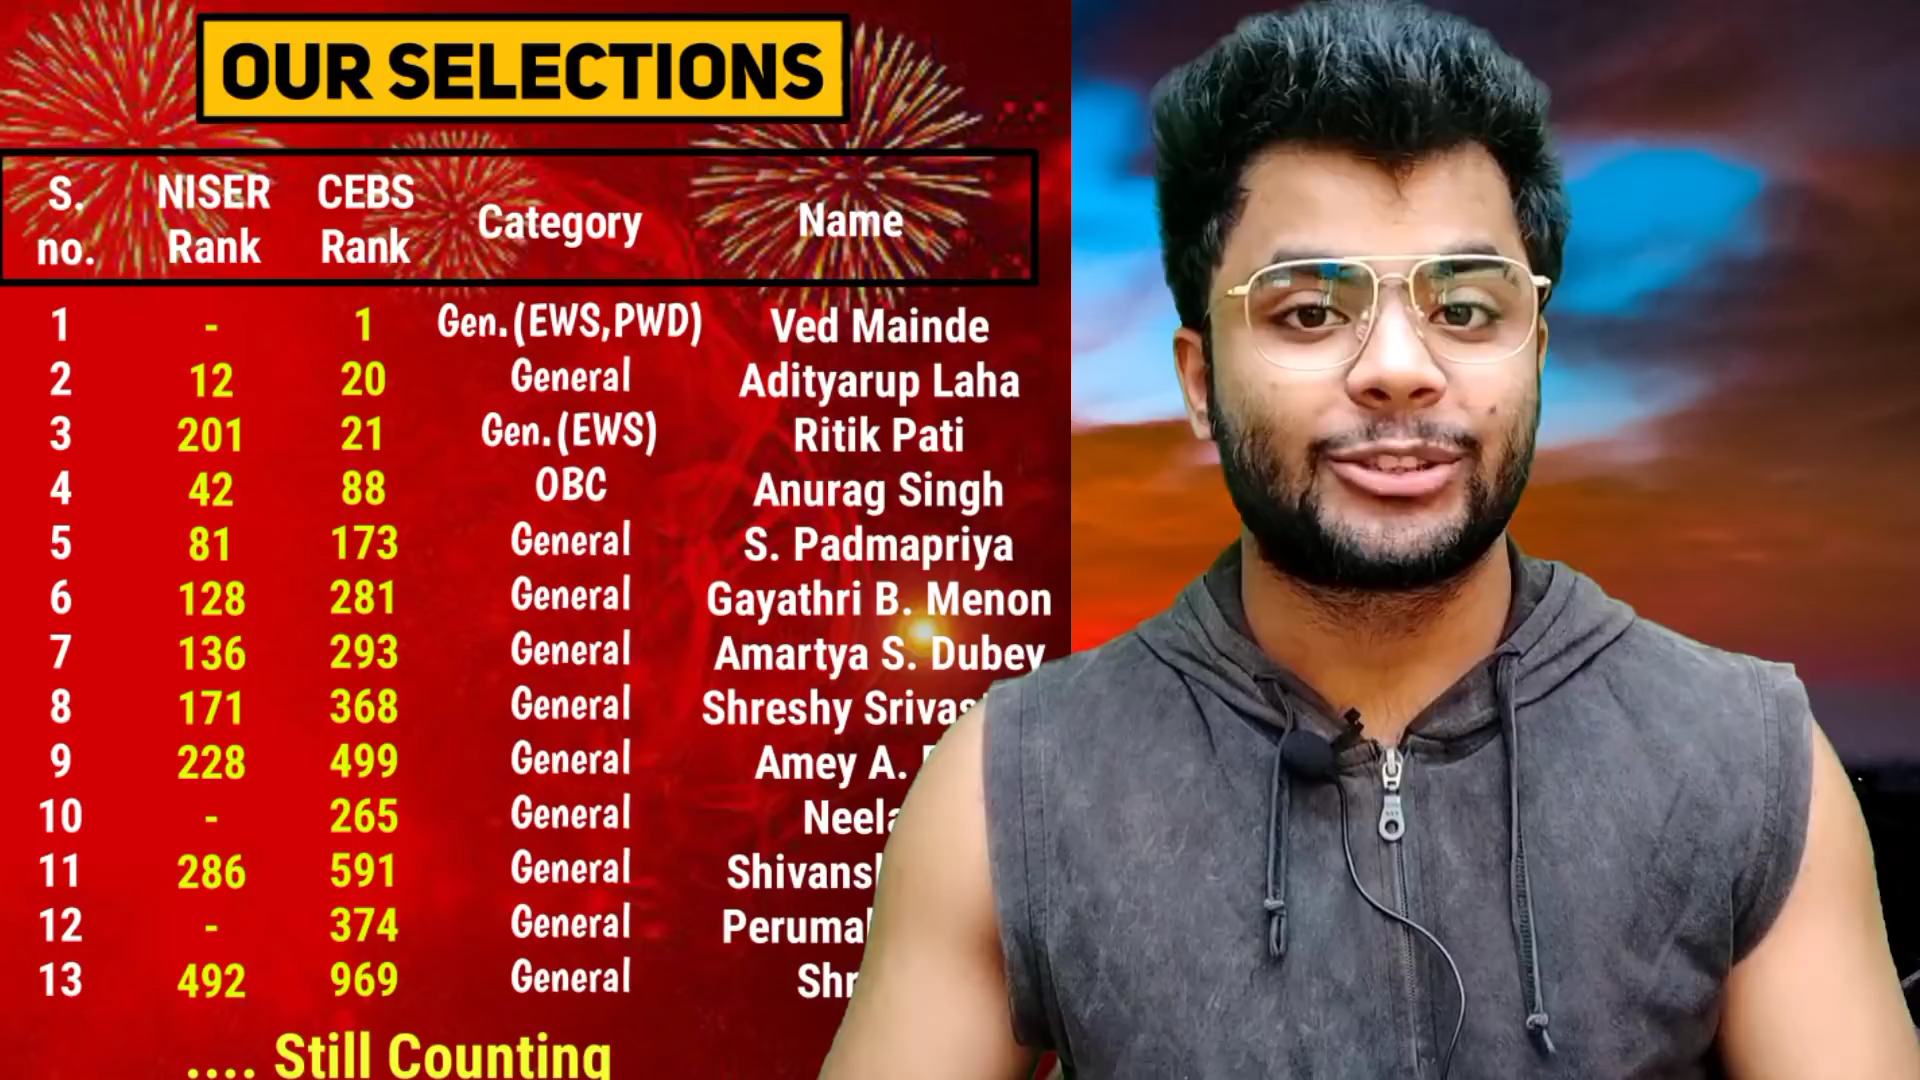 OUR SELECTIONS
S. no. NISER Rank CEBS Rank Category Name
1 - 1 Gen.(EWS,PWD) Ved Mainde
2 12 20 General Adityarup Laha
3 201 21 Gen.(EWS) Ritik Pati
4 42 88 OBC Anurag Singh
5 81 173 General S. Padmapriya
6 128 281 General Gayathri B. Menon
7 136 293 General Amartya S. Dubey
8 171 368 General Shreshy
9 228 499 General Amey A.
10 - 265 General
11 286 591 General
12 - 374 General
13 492 969 General
.... Still Counting